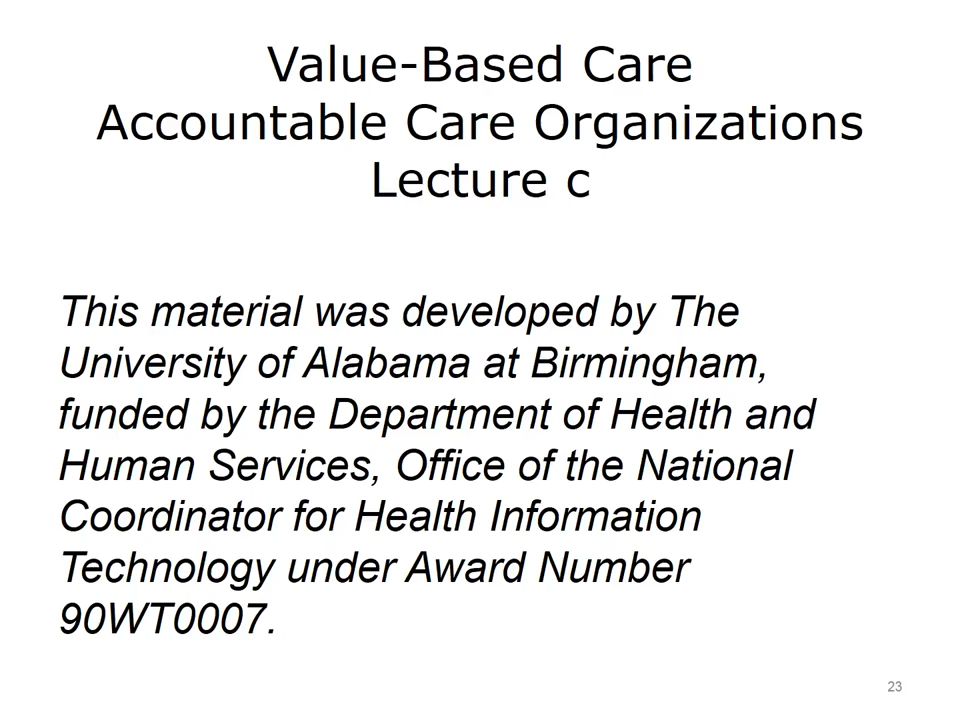 Value-Based Care
Accountable Care Organizations
Lecture c
This material was developed by The
University of Alabama at Birmingham,
funded by the Department of Health and
Human Services, Office of the National
Coordinator for Health Information
Technology under Award Number
90WT0007.
23